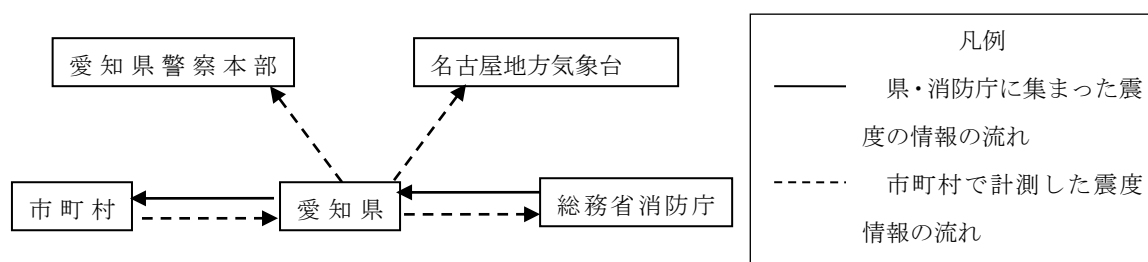 愛知県警察本部
名古屋地方気象台
市町村
愛知県
総務省消防庁
凡例
県・消防庁に集まった震
度の情報の流れ
市町村で計測した震度
情報の流れ